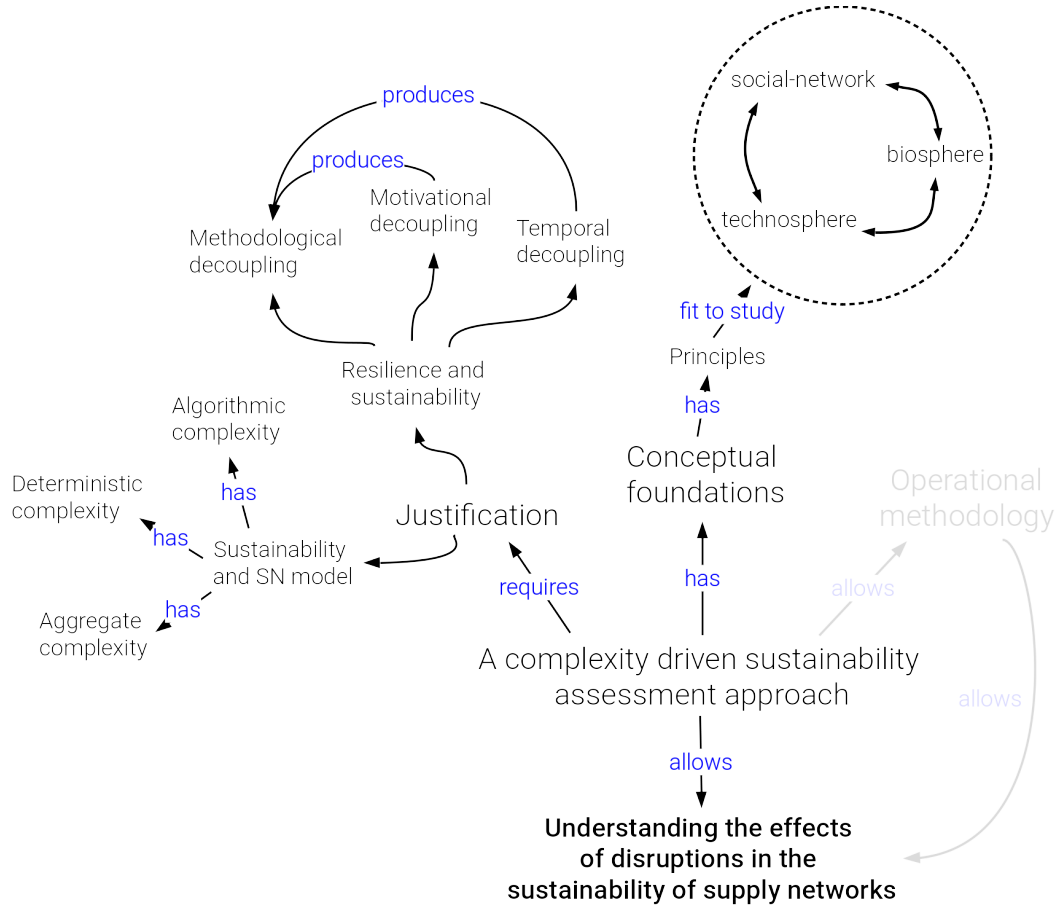 social-network
biosphere
technosphere
fit to study
Principles
has
Conceptual
foundations
has
produces
produces
Motivational
decoupling
Methodological
decoupling
Temporal
decoupling
Resilience and
sustainability
Algorithmic
complexity
has
Deterministic
complexity
has
Sustainability
and SN model
has
Aggregate
complexity
Justification
requires
Operational
methodology
allows
allows
A complexity driven sustainability
assessment approach
allows
Understanding the effects
of disruptions in the
sustainability of supply networks